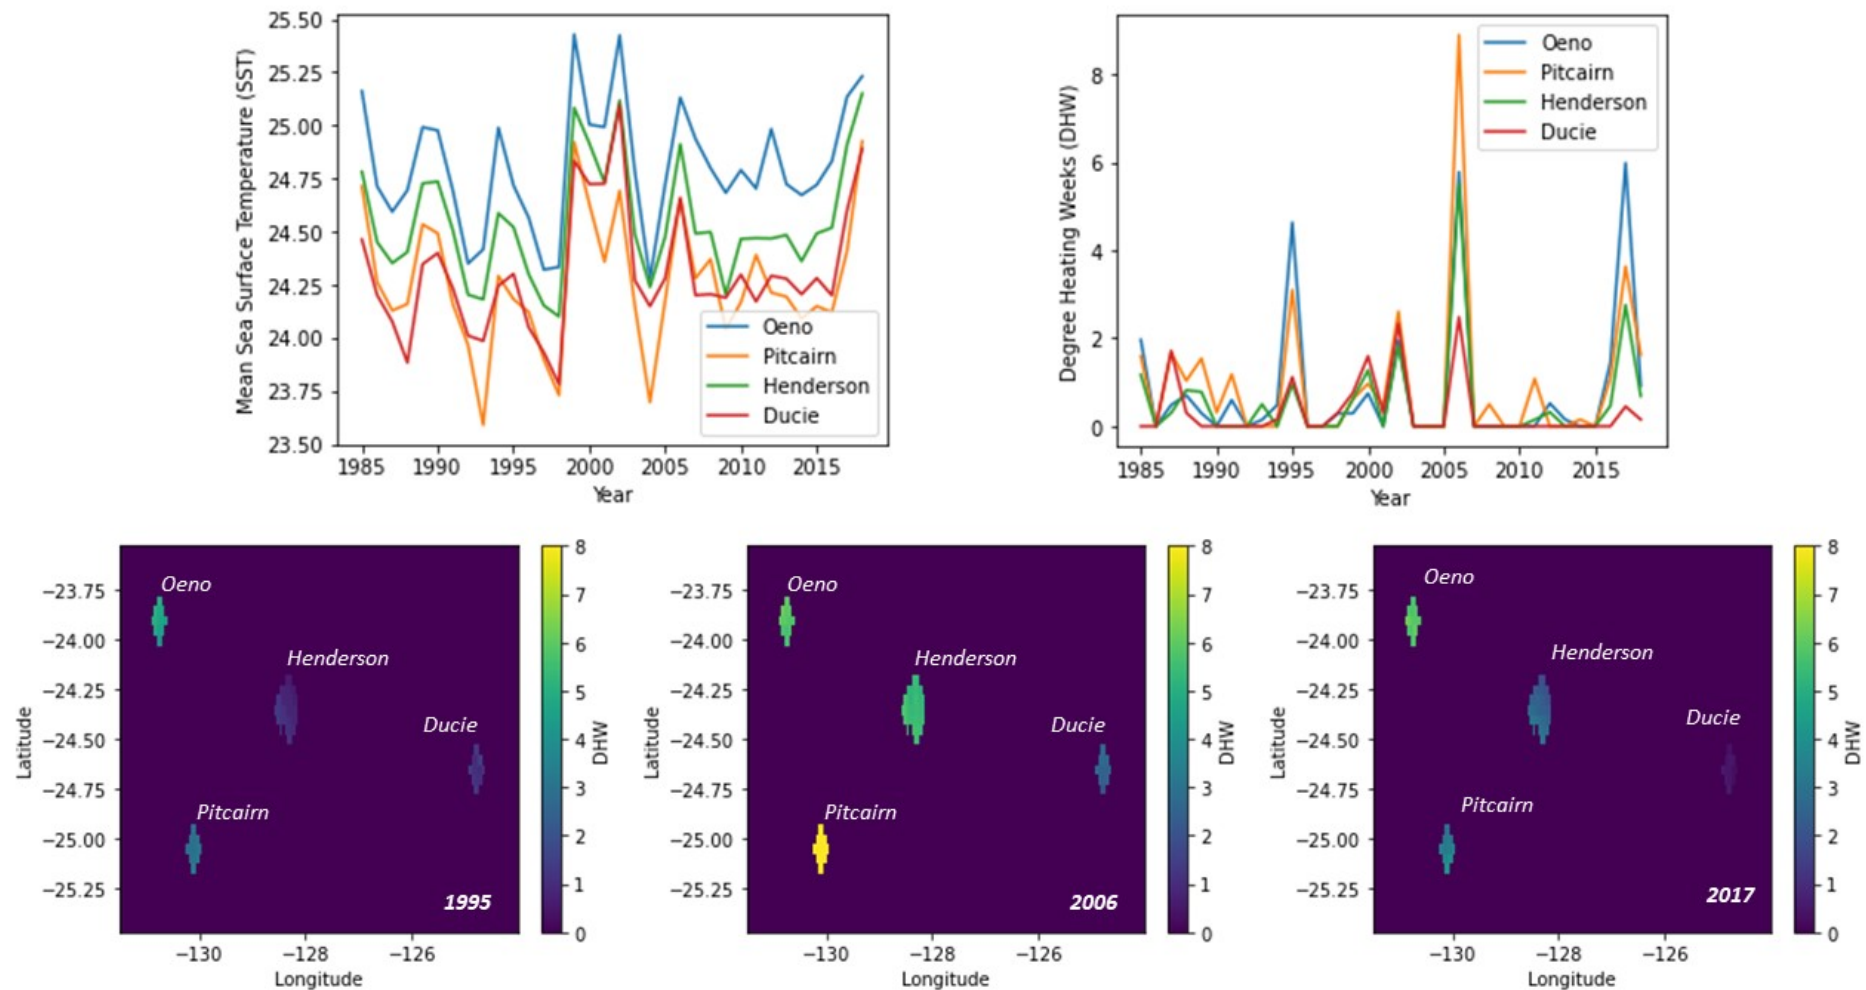 Mean Sea Surface Temperature (SST)
25.50
25.25
25.00
24.75
24.50
24.25
24.00
23.75
23.50
1985 1990 1995 2000 2005 2010 2015
Year
Oeno
Pitcairn
Henderson
Ducie
Degree Heating Weeks (DHW)
8
6
4
2
0
1985 1990 1995 2000 2005 2010 2015
Year
Oeno
Pitcairn
Henderson
Ducie
Latitude
−23.75
−24.00
−24.25
−24.50
−24.75
−25.00
−25.25
Oeno
Henderson
Ducie
Pitcairn
1995
−130 −128 −126
Longitude
8
7
6
5
4
3
2
1
0
DHW
Latitude
−23.75
−24.00
−24.25
−24.50
−24.75
−25.00
−25.25
Oeno
Henderson
Ducie
Pitcairn
2006
−130 −128 −126
Longitude
8
7
6
5
4
3
2
1
0
DHW
Latitude
−23.75
−24.00
−24.25
−24.50
−24.75
−25.00
−25.25
Oeno
Henderson
Ducie
Pitcairn
2017
−130 −128 −126
Longitude
8
7
6
5
4
3
2
1
0
DHW